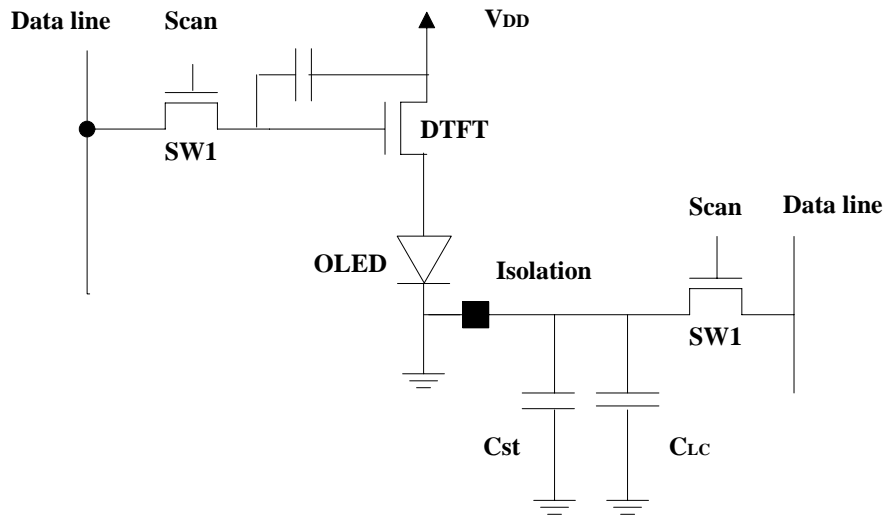 Data line
Scan
VDD
SW1
DTFT
OLED
Isolation
Scan
Data line
SW1
Cst
CLC